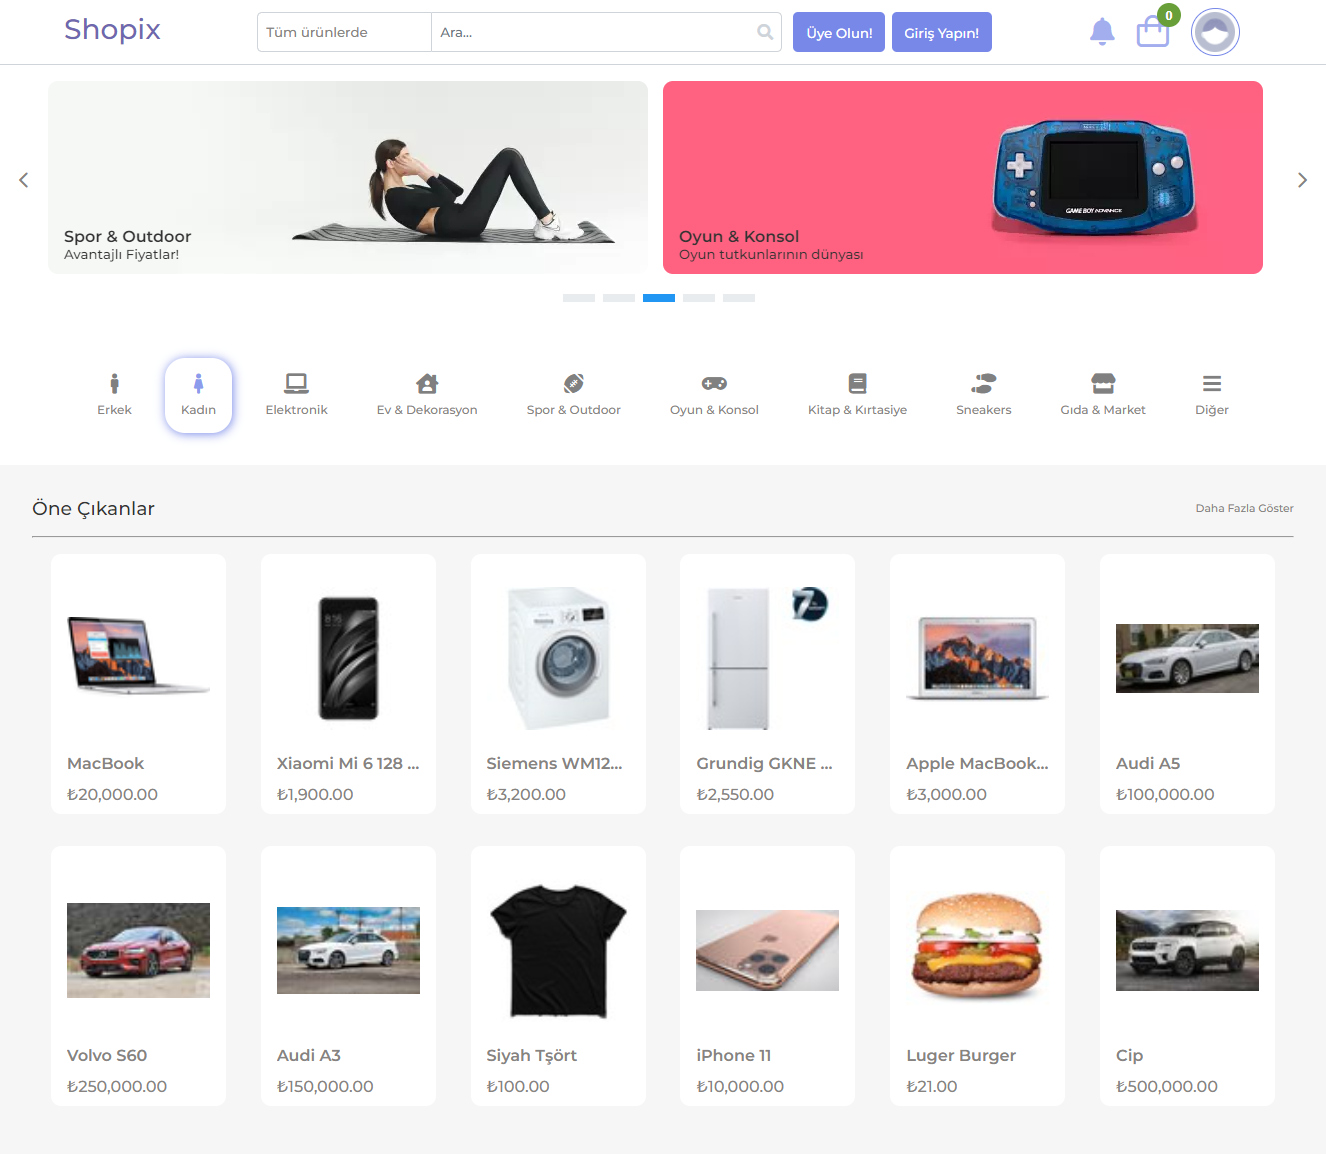 Shopix
Tüm ürünlerde
Ara...
Üye Olun!
Giriş Yapın!
0
Spor & Outdoor
Avantajlı Fiyatlar!
GAME BOY ADVANCE
Oyun & Konsol
Oyun tutkunlarının dünyası
Erkek
Kadın
Elektronik
Ev & Dekorasyon
Spor & Outdoor
Oyun & Konsol
Kitap & Kırtasiye
Sneakers
Gıda & Market
Diğer
Öne Çıkanlar
Daha Fazla Göster
8:16
7
MacBook
₺20,000.00
Xiaomi Mi 6 128 ...
₺1,900.00
Siemens WM12...
₺3,200.00
Grundig GKNE ...
₺2,550.00
Apple MacBook...
₺3,000.00
Audi A5
₺100,000.00
Volvo S60
₺250,000.00
Audi A3
₺150,000.00
Siyah Tşört
₺100.00
iPhone 11
₺10,000.00
Luger Burger
₺21.00
Cip
₺500,000.00